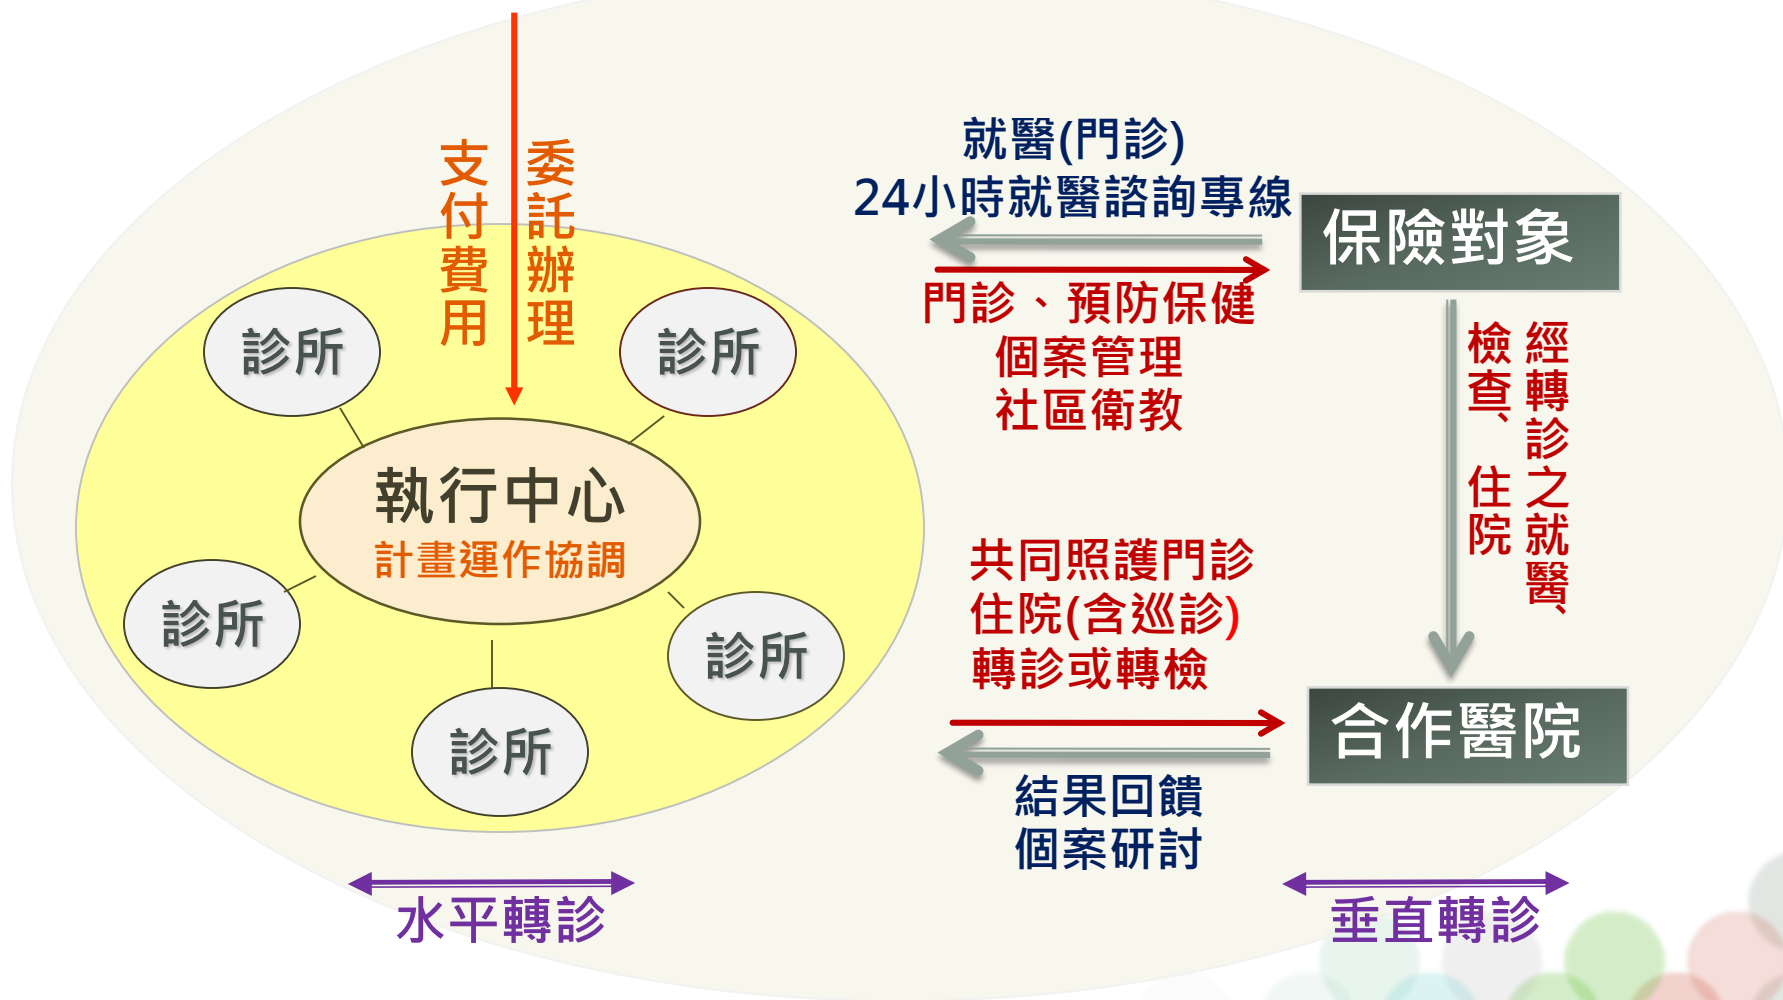 支付費用
委託辦理
診所
診所
執行中心
計畫運作協調
診所
診所
診所
就醫(門診)
24小時就醫諮詢專線
門診、預防保健
個案管理
社區衛教
共同照護門診
住院(含巡診)
轉診或轉檢
結果回饋
個案研討
保險對象
經轉診之就醫、
檢查、 住院
合作醫院
水平轉診
垂直轉診